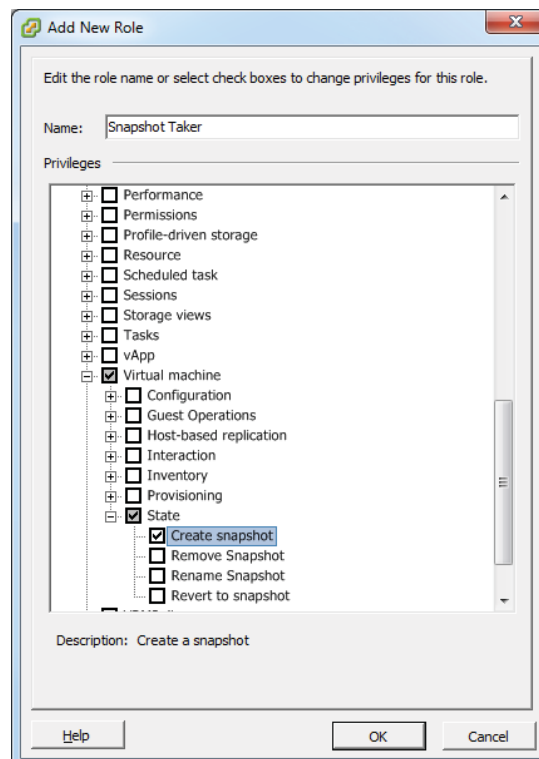 Add New Role
Edit the role name or select check boxes to change privileges for this role.
Name: Snapshot Taker
Privileges
Performance
Permissions
Profile-driven storage
Resource
Scheduled task
Sessions
Storage views
Tasks
vApp
Virtual machine
Configuration
Guest Operations
Host-based replication
Interaction
Inventory
Provisioning
State
Create snapshot
Remove Snapshot
Rename Snapshot
Revert to snapshot
Description: Create a snapshot
Help OK Cancel